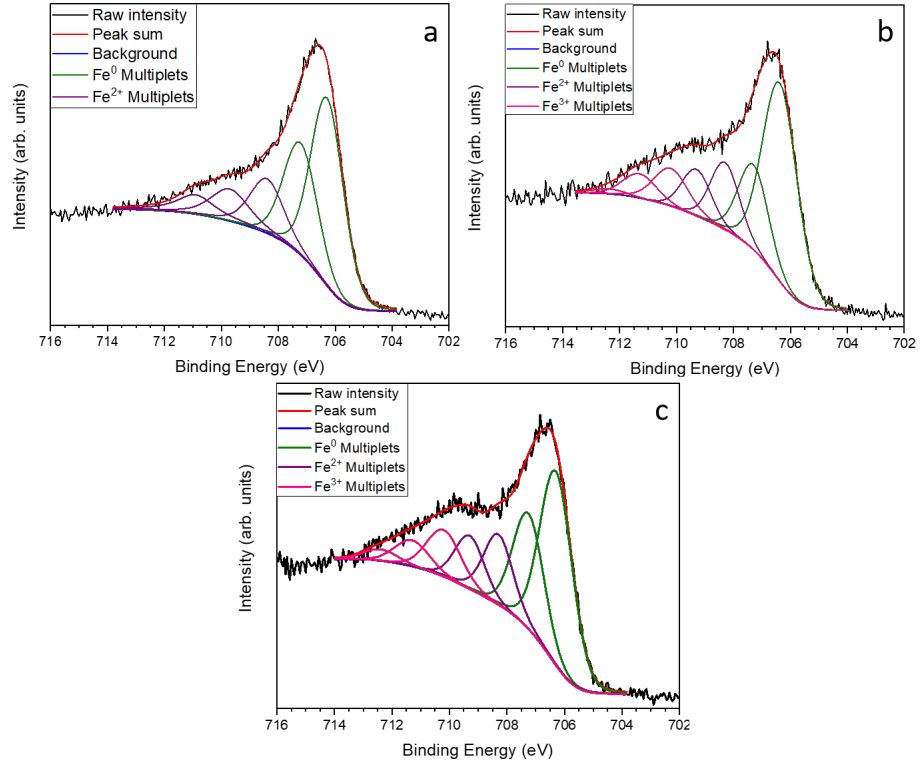 Raw intensity
Peak sum
Background
Fe⁰ Multiplets
Fe²⁺ Multiplets
a
Intensity (arb. units)
716 714 712 710 708 706 704 702
Binding Energy (eV)
Raw intensity
Peak sum
Background
Fe⁰ Multiplets
Fe²⁺ Multiplets
Fe³⁺ Multiplets
b
Intensity (arb. units)
716 714 712 710 708 706 704 702
Binding Energy (eV)
Raw intensity
Peak sum
Background
Fe⁰ Multiplets
Fe²⁺ Multiplets
Fe³⁺ Multiplets
c
Intensity (arb. units)
716 714 712 710 708 706 704 702
Binding Energy (eV)